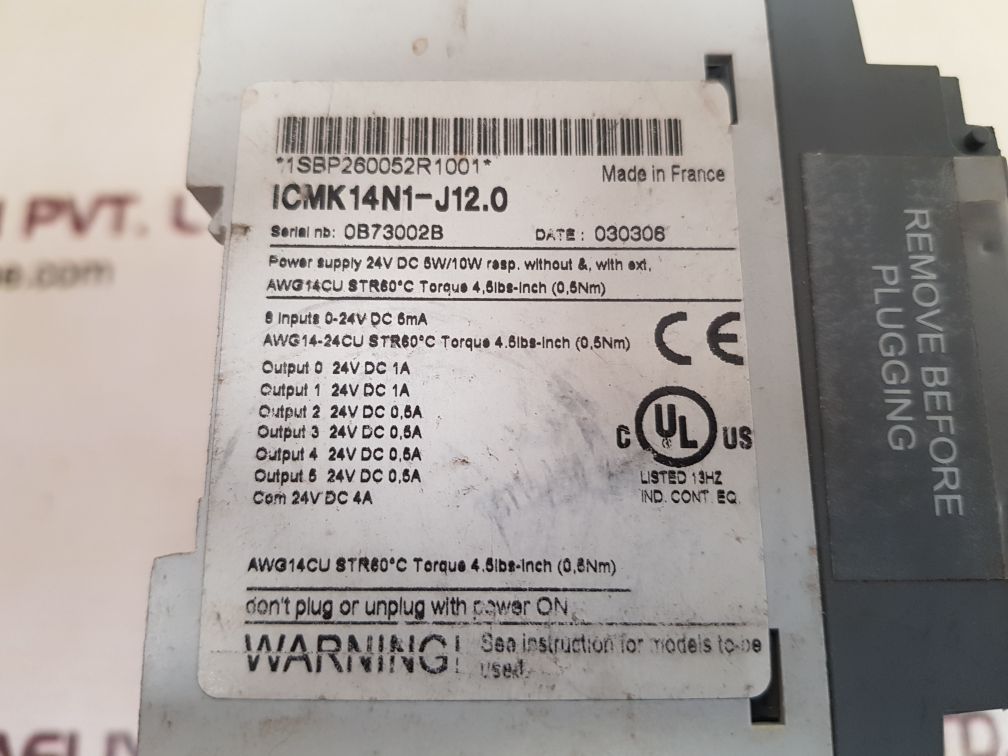 *1SBP260052R1001*
Made in France
ICMK14N1-J12.0
Serial nb: 0B73002B DATE: 030306
Power supply 24V DC 5W/10W resp. without &, with ext.
AWG14CU STR60°C Torque 4,5lbs-Inch (0,5Nm)
6 Inputs 0-24V DC 5mA
AWG14-24CU STR60°C Torque 4.5lbs-Inch (0,5Nm)
Output 0 24V DC 1A
Output 1 24V DC 1A
Output 2 24V DC 0,5A
Output 3 24V DC 0,5A
Output 4 24V DC 0,5A
Output 5 24V DC 0,5A
Com 24V DC 4A
CE
C UL ® US
LISTED 13HZ
IND. CONT. EQ.
AWG14CU STR60°C Torque 4.5lbs-Inch (0,5Nm)
don't plug or unplug with power ON.
WARNING! See instruction for models to-be
used.
REMOVE BEFORE
PLUGGING
PVT.